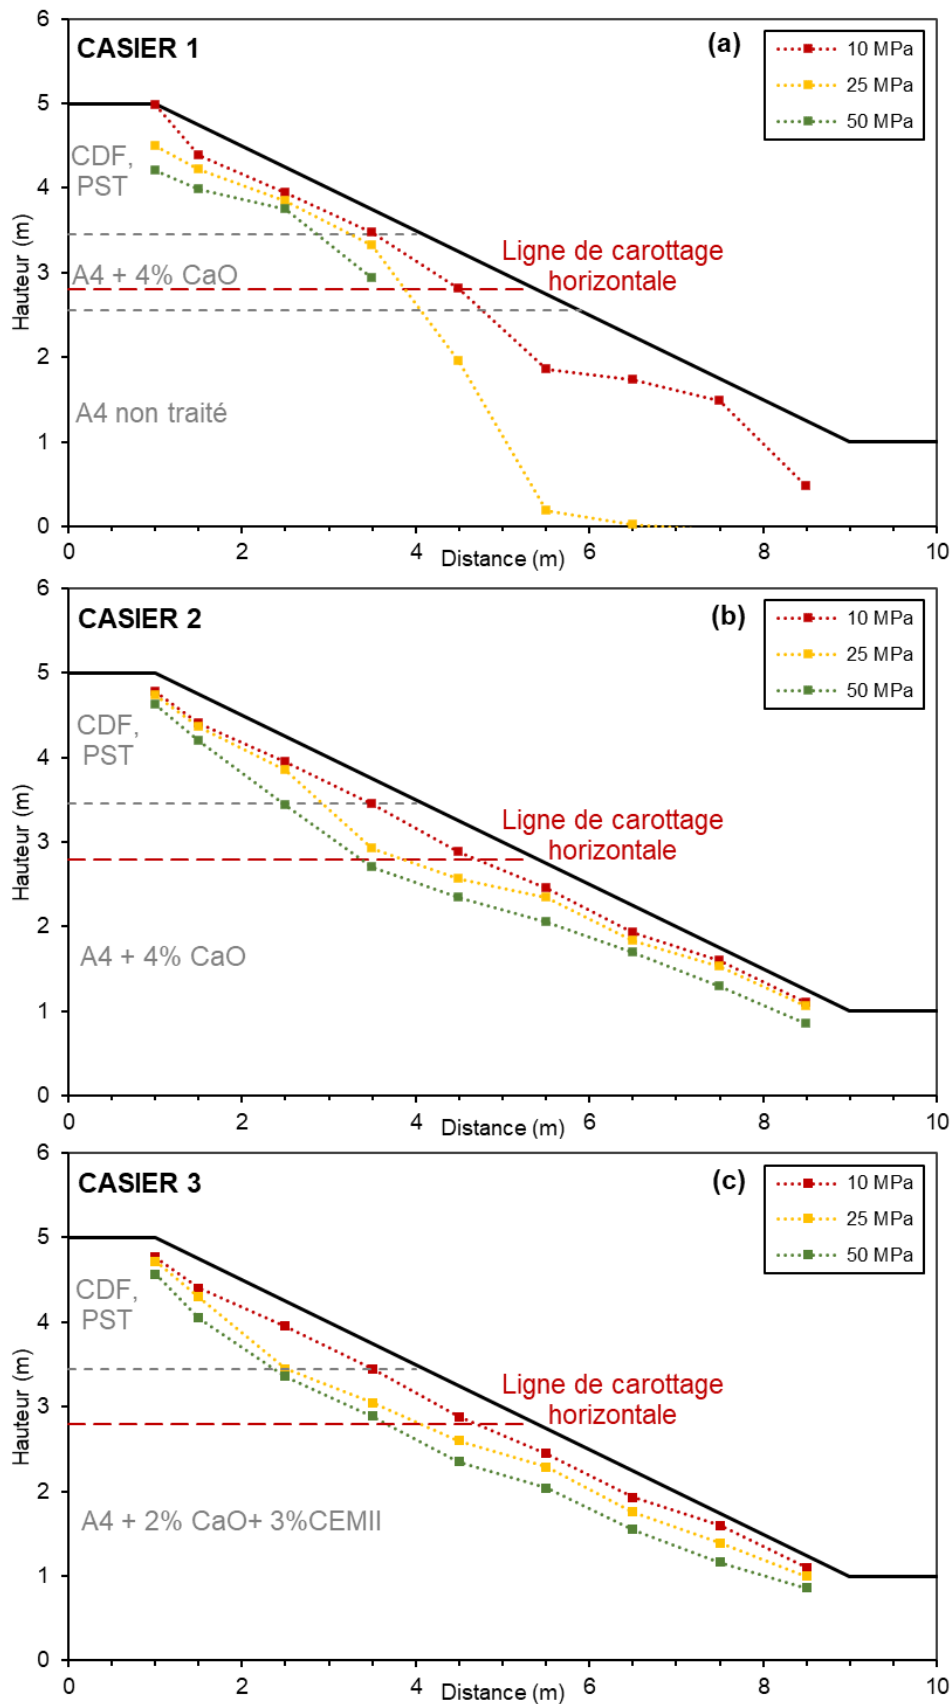 CASIER 1
(a)
10 MPa
25 MPa
50 MPa
CDF,
PST
Ligne de carottage
horizontale
A4 + 4% CaO
A4 non traité
Hauteur (m)
6
5
4
3
2
1
0
0 2 4 6 8 10
Distance (m)
CASIER 2
(b)
10 MPa
25 MPa
50 MPa
CDF,
PST
Ligne de carottage
horizontale
A4 + 4% CaO
Hauteur (m)
6
5
4
3
2
1
0
0 2 4 6 8 10
Distance (m)
CASIER 3
(c)
10 MPa
25 MPa
50 MPa
CDF,
PST
Ligne de carottage
horizontale
A4 + 2% CaO+ 3%CEMII
Hauteur (m)
6
5
4
3
2
1
0
0 2 4 6 8 10
Distance (m)